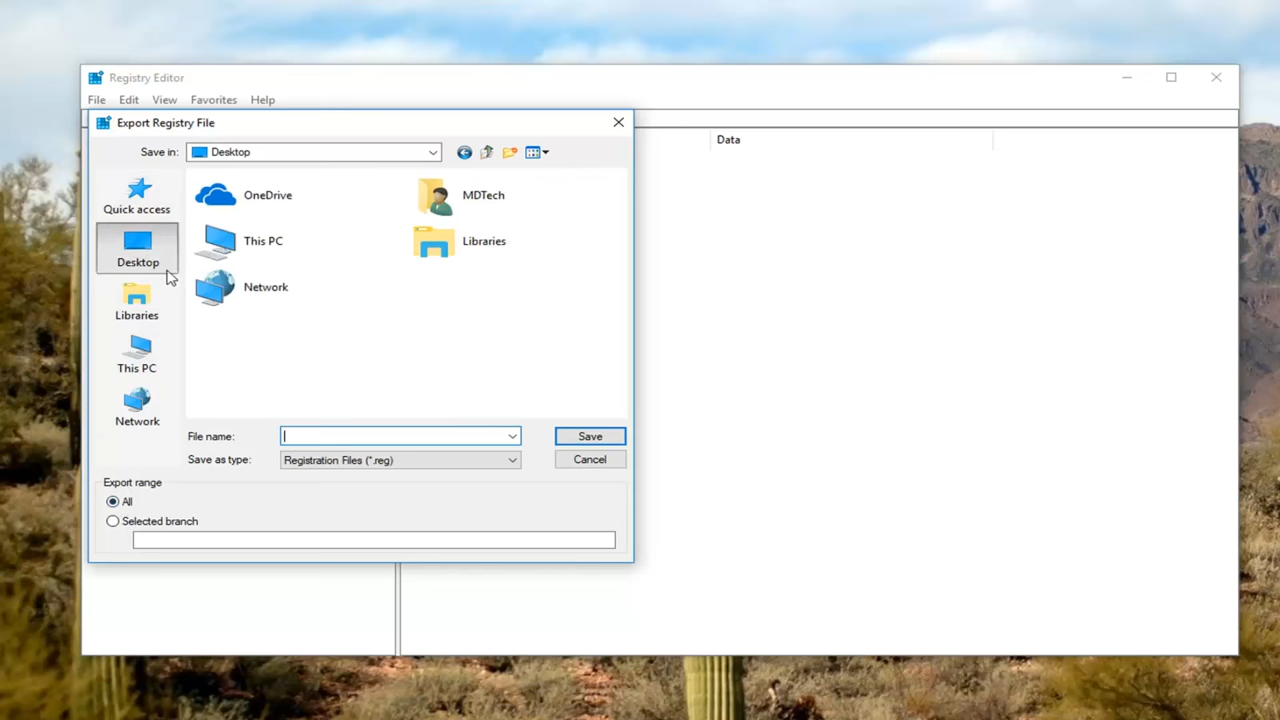 Registry Editor
File Edit View Favorites Help
Export Registry File
Save in: Desktop
Data
Quick access
Desktop
Libraries
This PC
Network
OneDrive
MDTech
This PC
Libraries
Network
File name:
Save
Save as type: Registration Files (*.reg)
Cancel
Export range
All
Selected branch